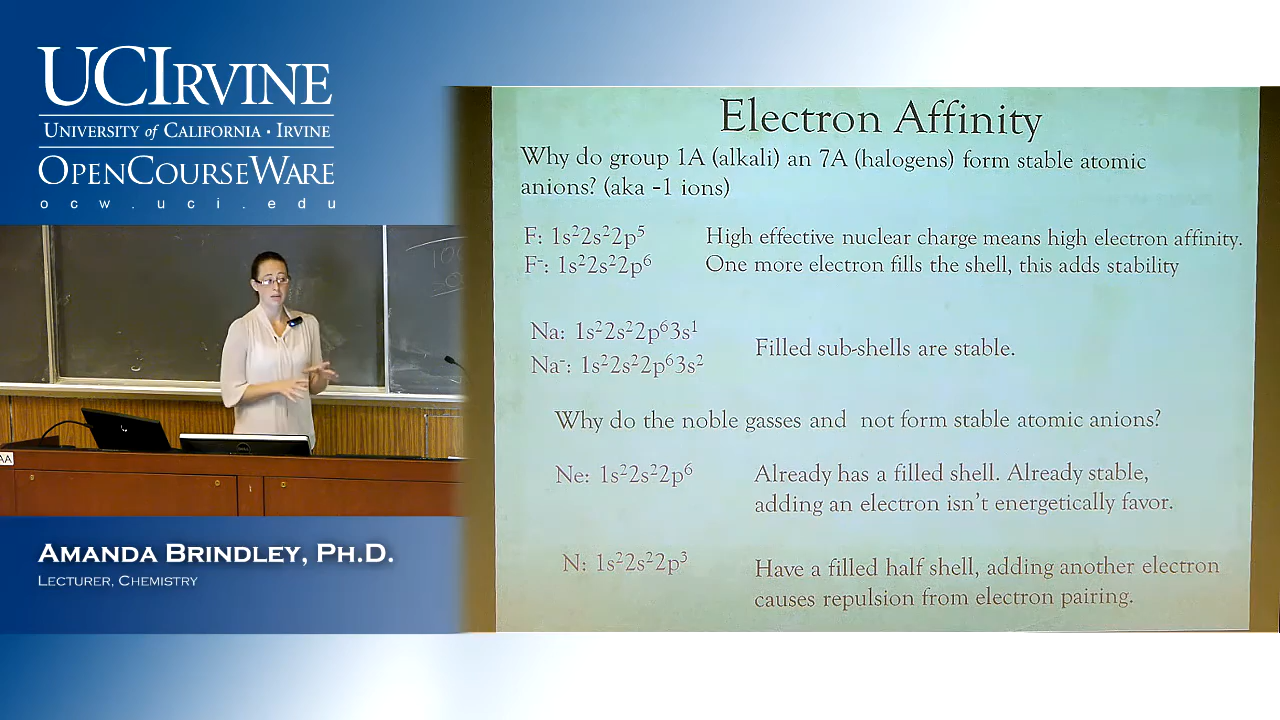 UCIRVINE
UNIVERSITY of CALIFORNIA · IRVINE
OPENCOURSEWARE
ocw.uci.edu
Electron Affinity
Why do group 1A (alkali) an 7A (halogens) form stable atomic
anions? (aka -1 ions)
F: 1s²2s²2p⁵ High effective nuclear charge means high electron affinity.
F⁻: 1s²2s²2p⁶ One more electron fills the shell, this adds stability
Na: 1s²2s²2p⁶3s¹
Filled sub-shells are stable.
Na⁻: 1s²2s²2p⁶3s²
Why do the noble gasses and not form stable atomic anions?
Ne: 1s²2s²2p⁶ Already has a filled shell. Already stable,
adding an electron isn't energetically favor.
N: 1s²2s²2p³ Have a filled half shell, adding another electron
causes repulsion from electron pairing.
AA
AMANDA BRINDLEY, PH.D.
LECTURER, CHEMISTRY